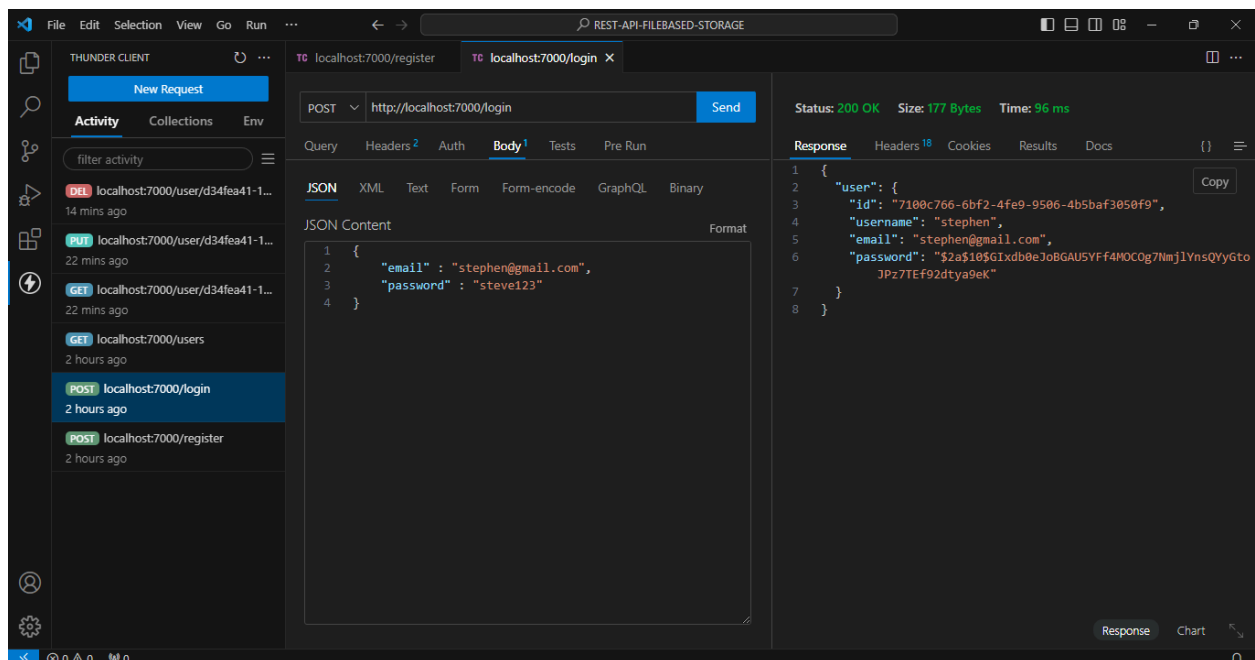 File Edit Selection View Go Run ··· REST-API-FILEBASED-STORAGE
THUNDER CLIENT
New Request
Activity Collections Env
filter activity
DEL localhost:7000/user/d34fea41-1...
14 mins ago
PUT localhost:7000/user/d34fea41-1...
22 mins ago
GET localhost:7000/user/d34fea41-1...
22 mins ago
GET localhost:7000/users
2 hours ago
POST localhost:7000/login
2 hours ago
POST localhost:7000/register
2 hours ago
TC localhost:7000/register TC localhost:7000/login
POST http://localhost:7000/login Send
Query Headers 2 Auth Body 1 Tests Pre Run
JSON XML Text Form Form-encode GraphQL Binary
JSON Content Format
1 {
2 "email" : "stephen@gmail.com",
3 "password" : "steve123"
4 }
Status: 200 OK Size: 177 Bytes Time: 96 ms
Response Headers 18 Cookies Results Docs { }
Copy
1 {
2 "user": {
3 "id": "7100c766-6bf2-4fe9-9506-4b5baf3050f9",
4 "username": "stephen",
5 "email": "stephen@gmail.com",
6 "password": "$2a$10$GIxdb0eJoBGAU5YFf4MOCOg7NmjlYnsQYyGto
JPz7TEf92dtya9eK"
7 }
8 }
Response Chart
0 0 0